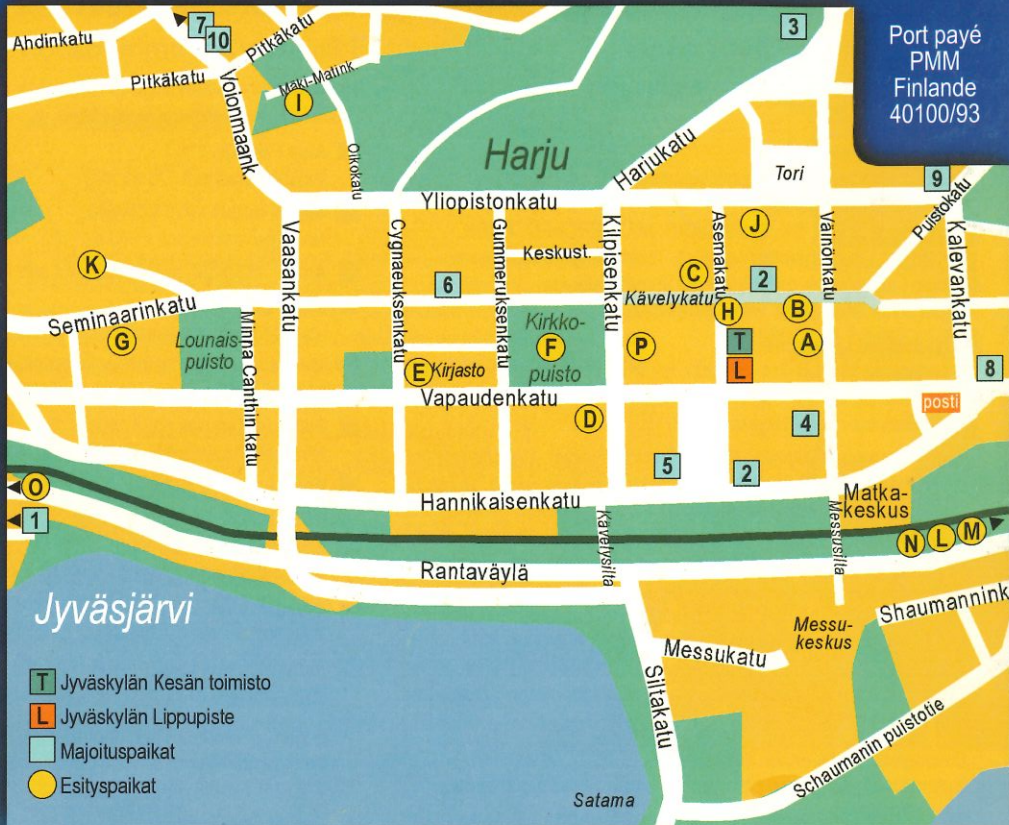 Port payé
PMM
Finlande
40100/93
7
10
3
Ahdinkatu
Pitkäkatu
Pitkäkatu
Mäki-Matink.
I
Voionmaank.
Oikokatu
Harju
Harjukatu
Tori
9
Puistokatu
Yliopistonkatu
Vaasankatu
Cygnaeuksenkatu
Gummeruksenkatu
Kilpisenkatu
Asemakatu
Väinönkatu
Kalevankatu
J
Keskust.
K
C
2
6
Kävelykatu
H
B
Seminaarinkatu
G
Lounais-
puisto
Minna Canthin katu
Kirkko-
F
puisto
P
T
A
L
E
Kirjasto
8
Vapaudenkatu
posti
D
4
5
2
O
Hannikaisenkatu
Matka-
keskus
1
Kävelysilta
Messusilta
N
L
M
Rantaväylä
Jyväsjärvi
Shaumannink
Messu-
keskus
Messukatu
Siltakatu
Schaumanin puistotie
Satama
T Jyväskylän Kesän toimisto
L Jyväskylän Lippupiste
Majoituspaikat
Esityspaikat